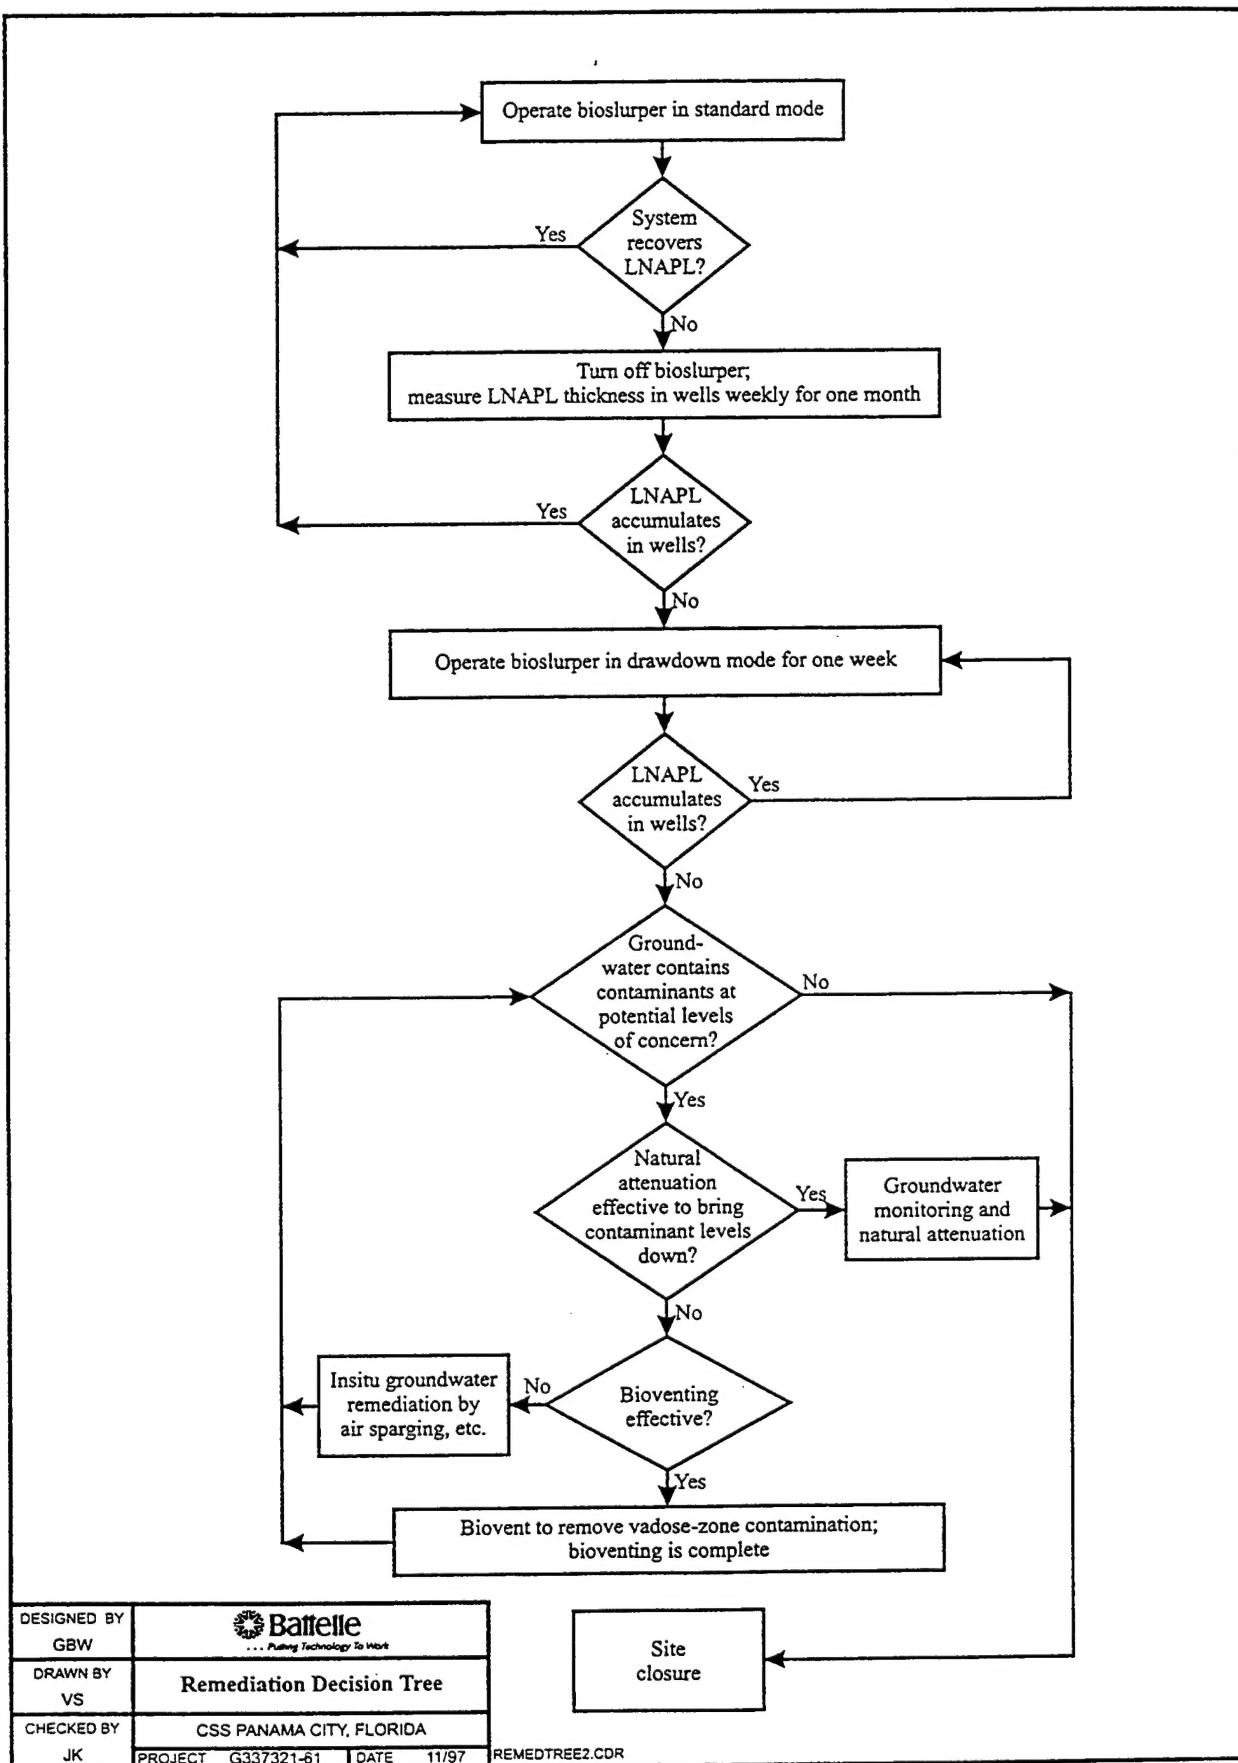 Operate bioslurper in standard mode
System
recovers
LNAPL?
Yes
No
Turn off bioslurper;
measure LNAPL thickness in wells weekly for one month
LNAPL
accumulates
in wells?
Yes
No
Operate bioslurper in drawdown mode for one week
LNAPL
accumulates
in wells?
Yes
No
Ground-
water contains
contaminants at
potential levels
of concern?
No
Yes
Natural
attenuation
effective to bring
contaminant levels
down?
Yes
Groundwater
monitoring and
natural attenuation
No
Bioventing
effective?
No
Insitu groundwater
remediation by
air sparging, etc.
Yes
Biovent to remove vadose-zone contamination;
bioventing is complete
Site
closure
DESIGNED BY
GBW
Battelle
... Putting Technology To Work
DRAWN BY
VS
Remediation Decision Tree
CHECKED BY
JK
CSS PANAMA CITY, FLORIDA
PROJECT G337321-61 DATE 11/97
REMEDTREE2.CDR